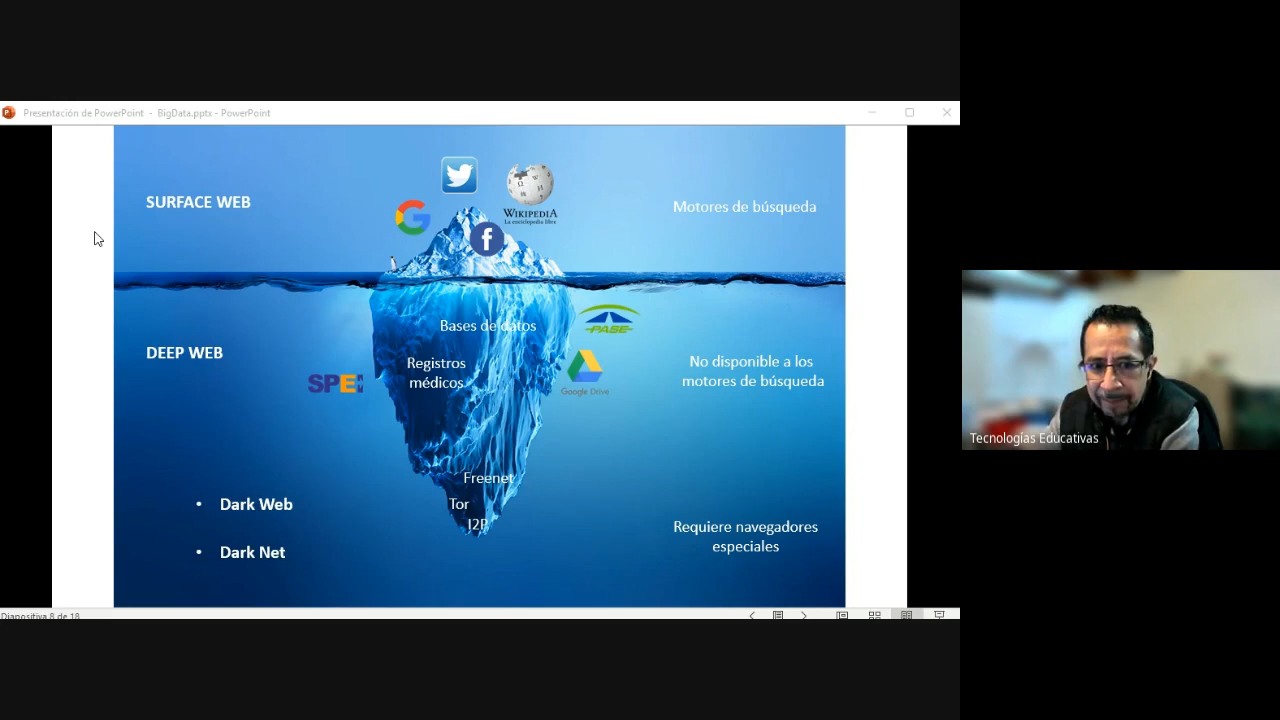 Presentación de PowerPoint - BigData.pptx - PowerPoint
SURFACE WEB
WIKIPEDIA
La enciclopedia libre
Motores de búsqueda
Bases de datos
PASE
DEEP WEB
Registros
médicos
SPEI
Google Drive
No disponible a los
motores de búsqueda
Freenet
Tor
I2P
Dark Web
Dark Net
Requiere navegadores
especiales
Diapositiva 8 de 18
Tecnologías Educativas